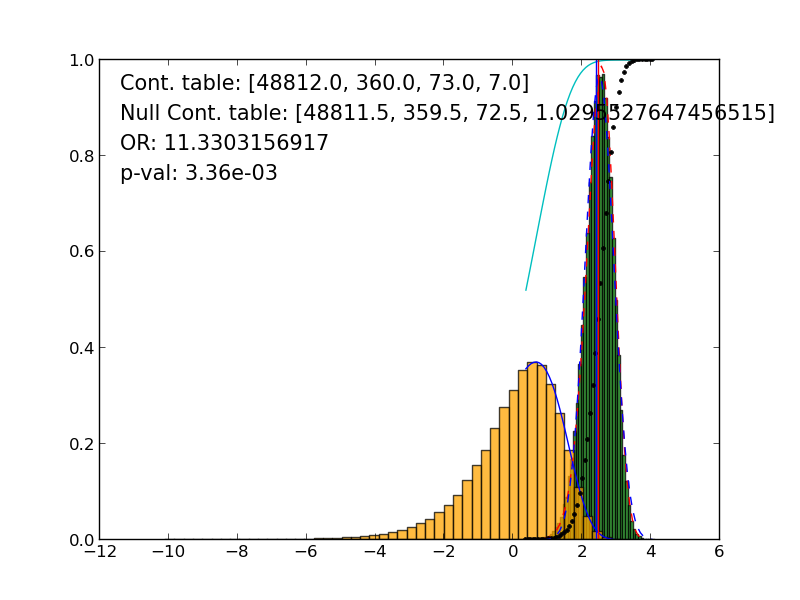 Cont. table: [48812.0, 360.0, 73.0, 7.0]
Null Cont. table: [48811.5, 359.5, 72.5, 1.0295527647456515]
OR: 11.3303156917
p-val: 3.36e-03
1.0
0.8
0.6
0.4
0.2
0.0
−12 −10 −8 −6 −4 −2 0 2 4 6